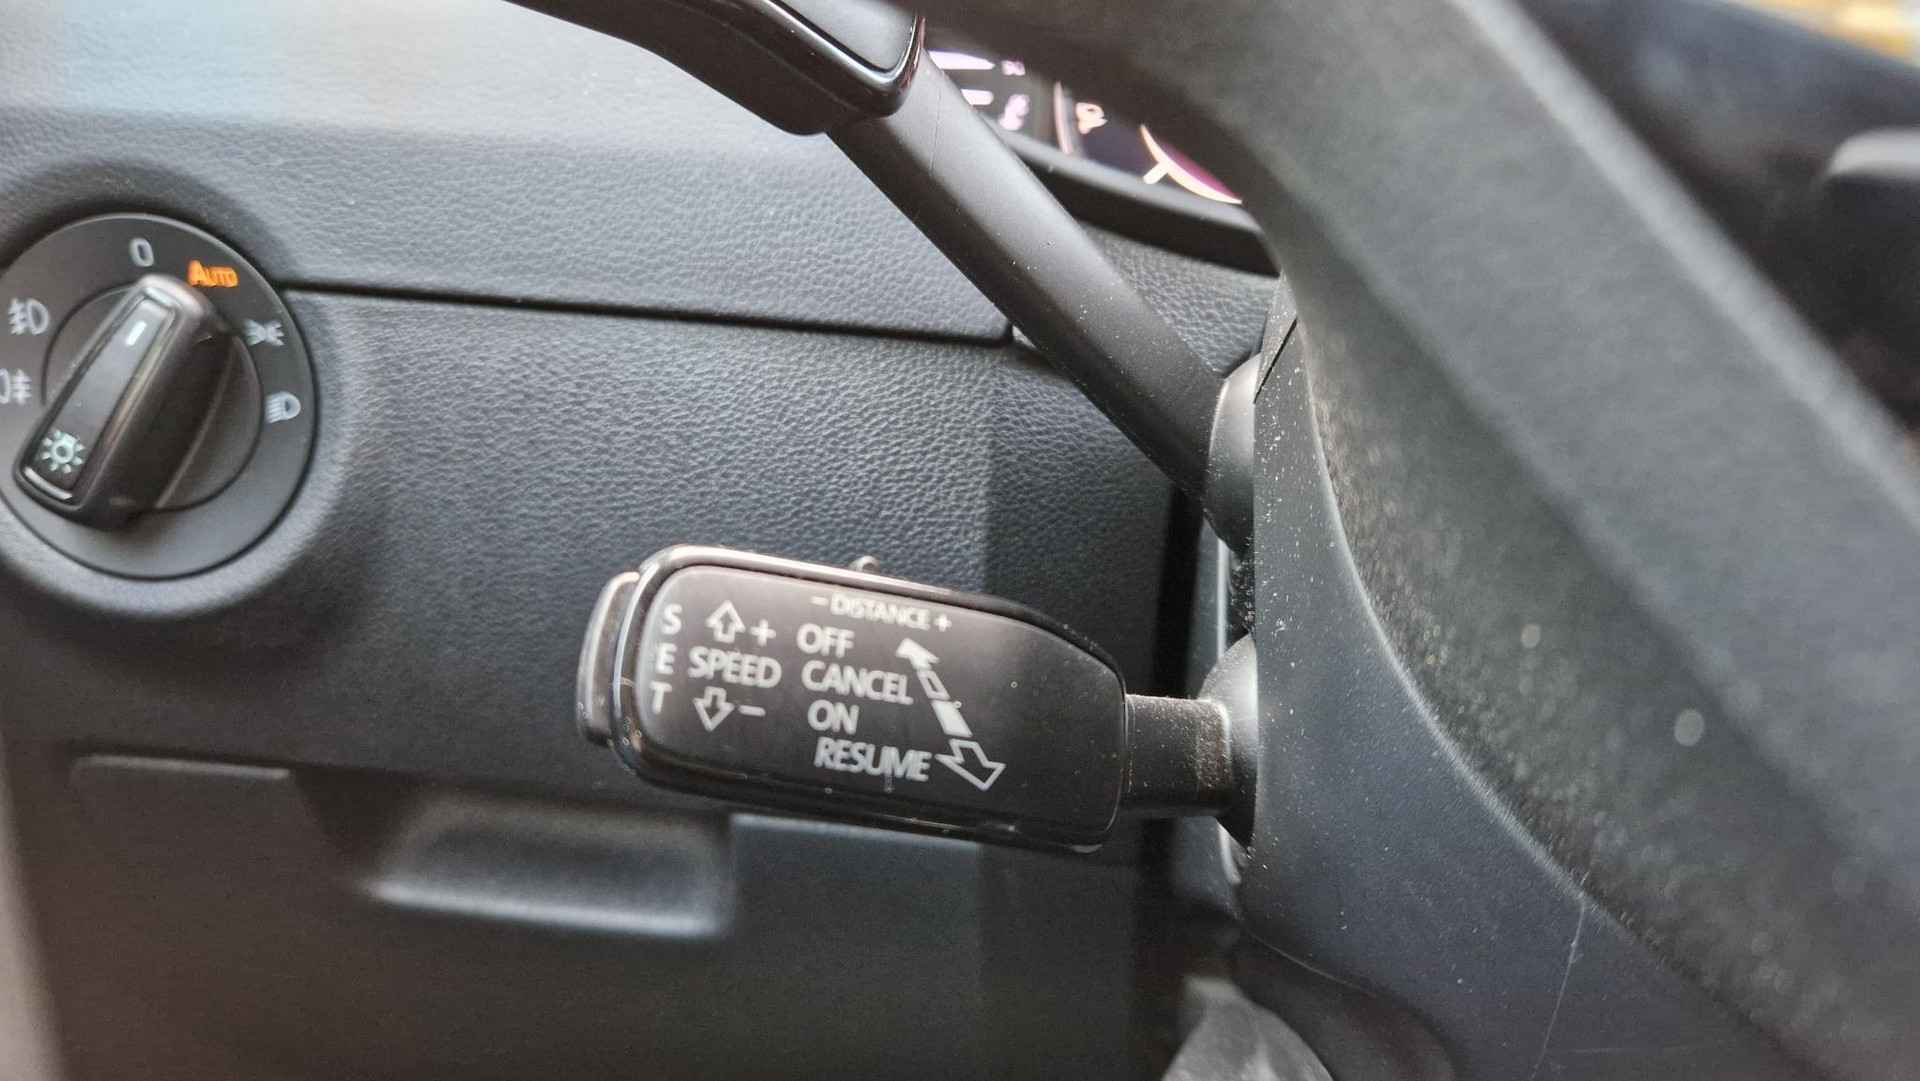 0
AUTO
- DISTANCE +
S
E
T
+
SPEED
-
OFF
CANCEL
ON
RESUME